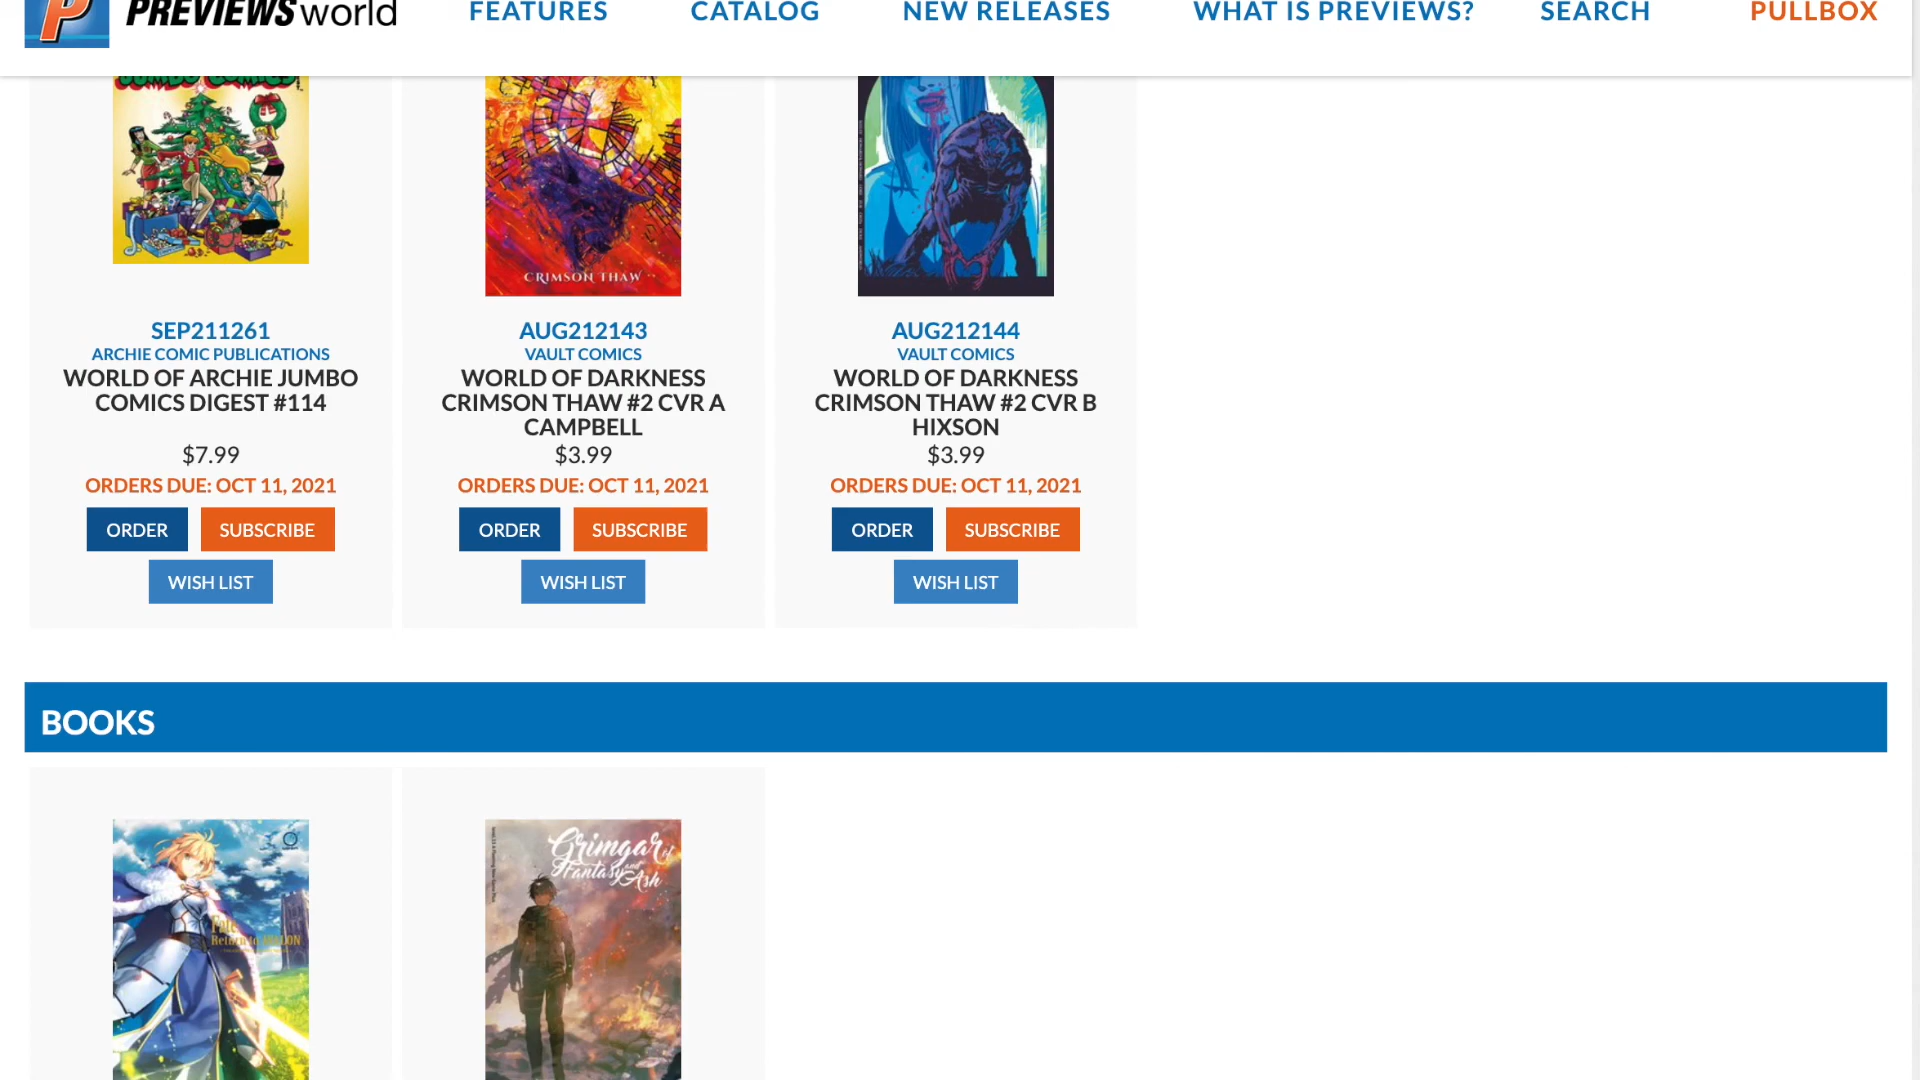 PREVIEWSworld
FEATURES
CATALOG
NEW RELEASES
WHAT IS PREVIEWS?
SEARCH
PULLBOX
CRIMSON THAW
SEP211261
ARCHIE COMIC PUBLICATIONS
WORLD OF ARCHIE JUMBO
COMICS DIGEST #114
$7.99
ORDERS DUE: OCT 11, 2021
ORDER
SUBSCRIBE
WISH LIST
AUG212143
VAULT COMICS
WORLD OF DARKNESS
CRIMSON THAW #2 CVR A
CAMPBELL
$3.99
ORDERS DUE: OCT 11, 2021
ORDER
SUBSCRIBE
WISH LIST
AUG212144
VAULT COMICS
WORLD OF DARKNESS
CRIMSON THAW #2 CVR B
HIXSON
$3.99
ORDERS DUE: OCT 11, 2021
ORDER
SUBSCRIBE
WISH LIST
BOOKS
Fate
Return to AVALON
Grimgar of
Fantasy and
Ash